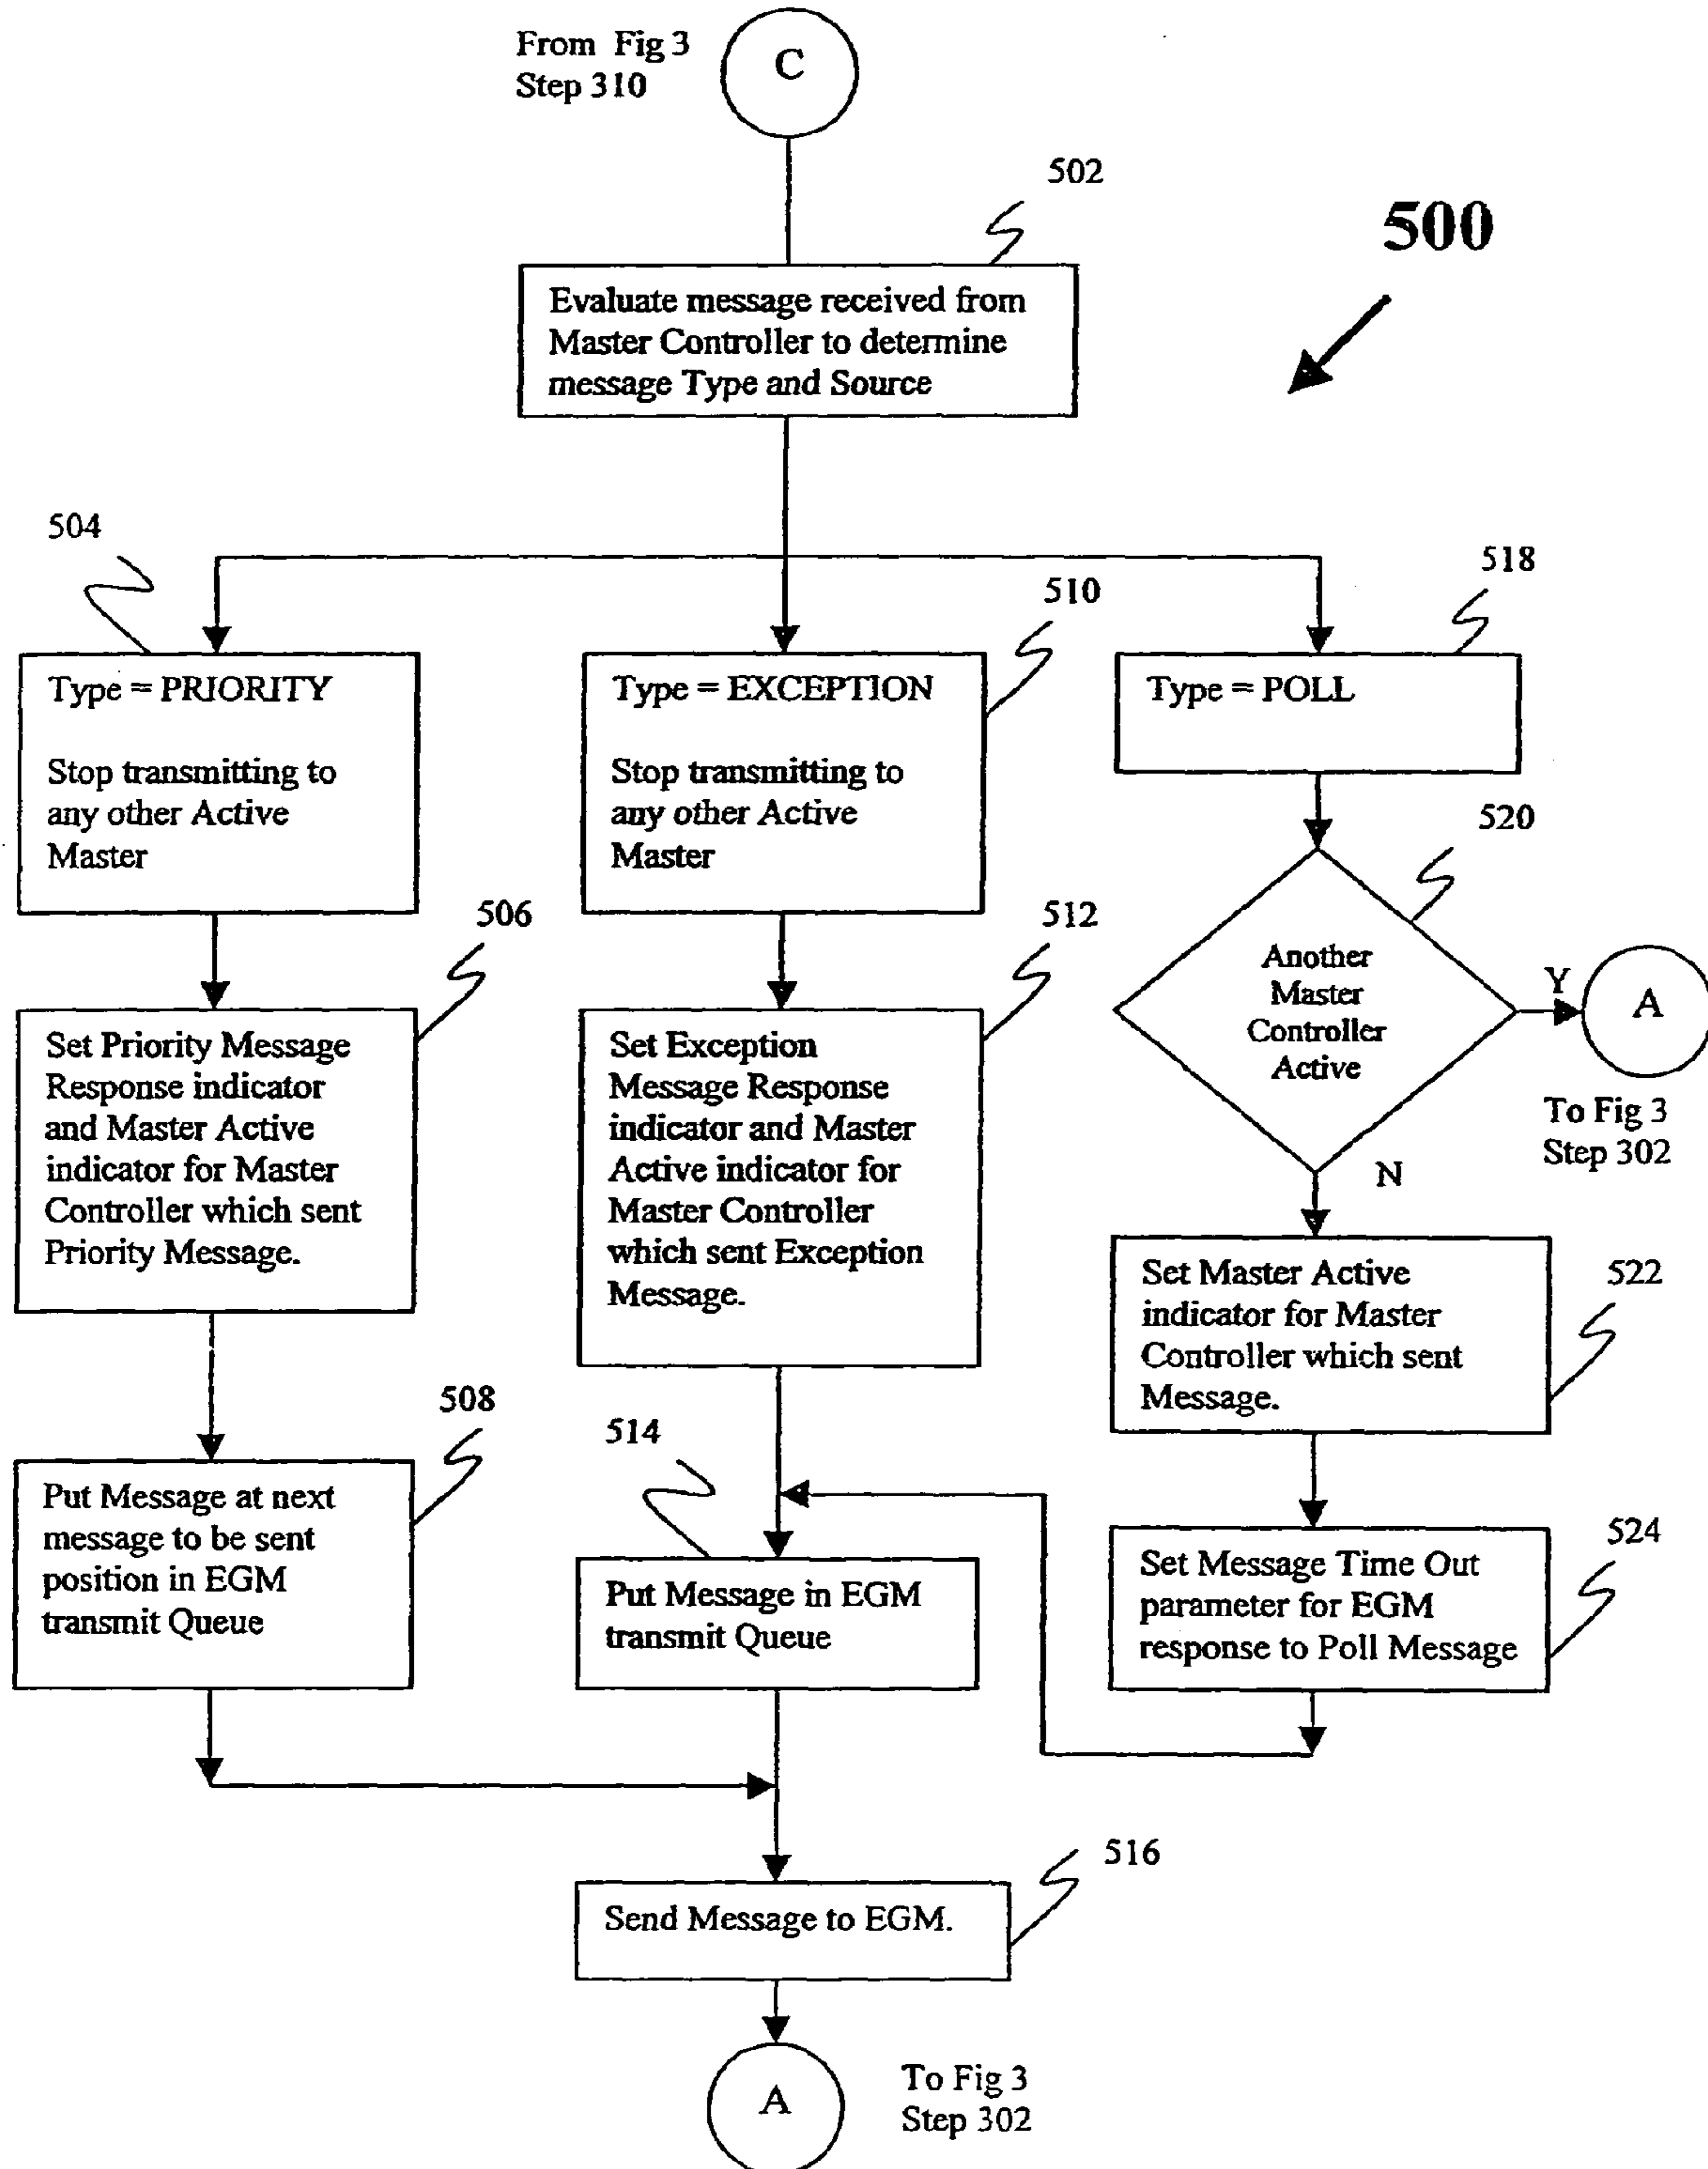 From Fig 3
Step 310
C
502
500
Evaluate message received from
Master Controller to determine
message Type and Source
504
510
518
Type = PRIORITY
Stop transmitting to
any other Active
Master
Type = EXCEPTION
Stop transmitting to
any other Active
Master
Type = POLL
520
506
512
Another
Master
Controller
Active
Y
A
To Fig 3
Step 302
N
Set Priority Message
Response indicator
and Master Active
indicator for Master
Controller which sent
Priority Message.
Set Exception
Message Response
indicator and Master
Active indicator for
Master Controller
which sent Exception
Message.
522
Set Master Active
indicator for Master
Controller which sent
Message.
508
514
Put Message at next
message to be sent
position in EGM
transmit Queue
Put Message in EGM
transmit Queue
524
Set Message Time Out
parameter for EGM
response to Poll Message
516
Send Message to EGM.
A
To Fig 3
Step 302